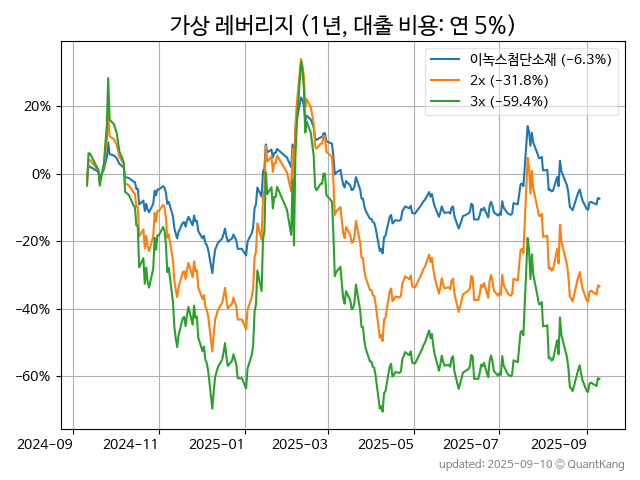 가상 레버리지 (1년, 대출 비용: 연 5%)
이녹스첨단소재 (−6.3%)
2x (−31.8%)
3x (−59.4%)
20%
0%
−20%
−40%
−60%
2024-09 2024-11 2025-01 2025-03 2025-05 2025-07 2025-09
updated: 2025-09-10 © QuantKang